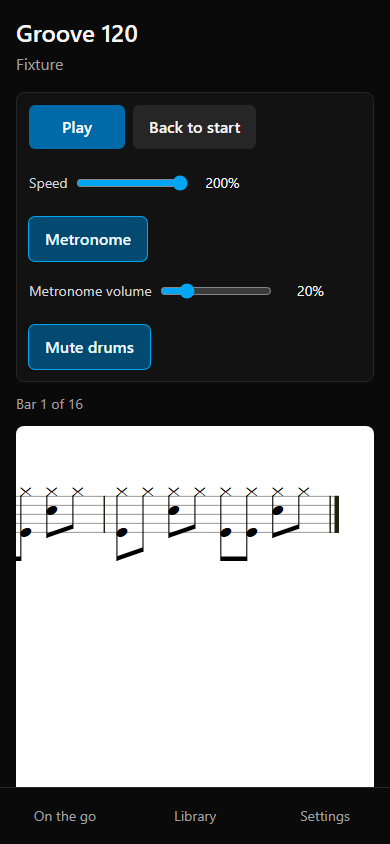 Groove 120
Fixture
Play
Back to start
Speed
200%
Metronome
Metronome volume
20%
Mute drums
Bar 1 of 16
On the go
Library
Settings